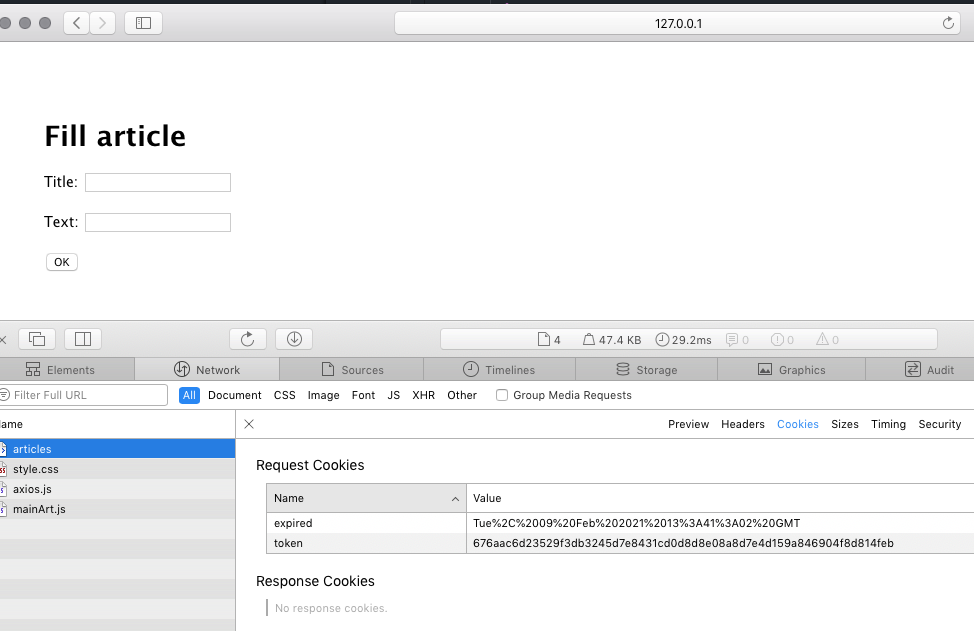 127.0.0.1
Fill article
Title:
Text:
OK
4 47.4 KB 29.2ms 0 0 0
Elements Network Sources Timelines Storage Graphics Audit
Filter Full URL All Document CSS Image Font JS XHR Other Group Media Requests
ame Preview Headers Cookies Sizes Timing Security
articles
style.css
axios.js
mainArt.js
Request Cookies
Name Value
expired Tue%2C%2009%20Feb%202021%2013%3A41%3A02%20GMT
token 676aac6d23529f3db3245d7e8431cd0d8d8e08a8d7e4d159a846904f8d814feb
Response Cookies
No response cookies.